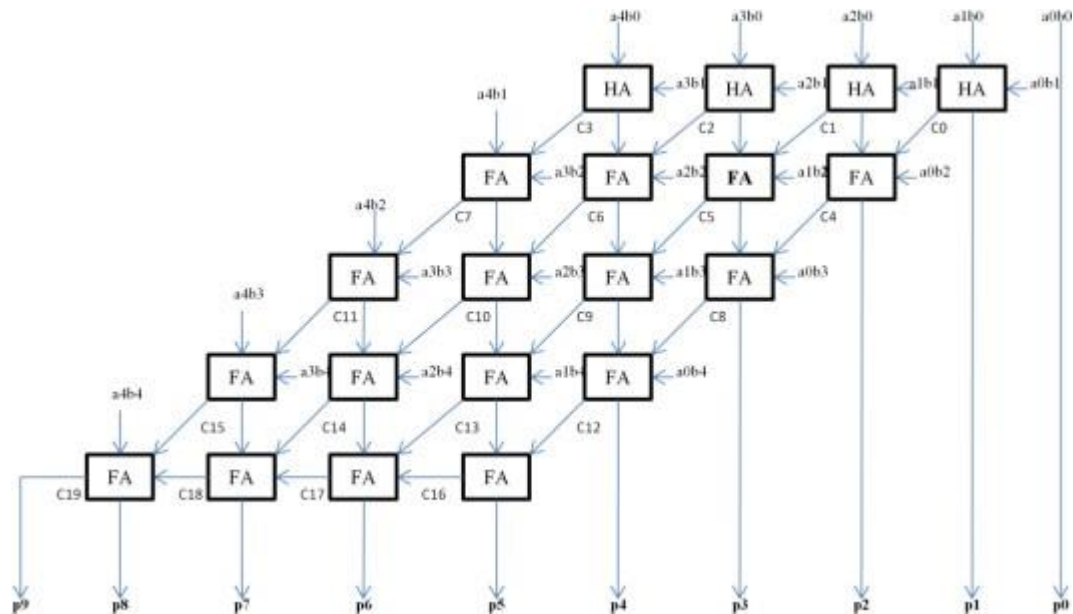 a4b0 a3b0 a2b0 a1b0 a0b0
HA a3b1 HA a2b1 HA a1b1 HA a0b1
a4b1
C3 C2 C1 C0
FA a3b2 FA a2b2 FA a1b2 FA a0b2
a4b2
C7 C6 C5 C4
FA a3b3 FA a2b3 FA a1b3 FA a0b3
a4b3
C11 C10 C9 C8
FA a3b4 FA a2b4 FA a1b4 FA a0b4
a4b4
C15 C14 C13 C12
FA FA FA FA
C19 C18 C17 C16
p9 p8 p7 p6 p5 p4 p3 p2 p1 p0